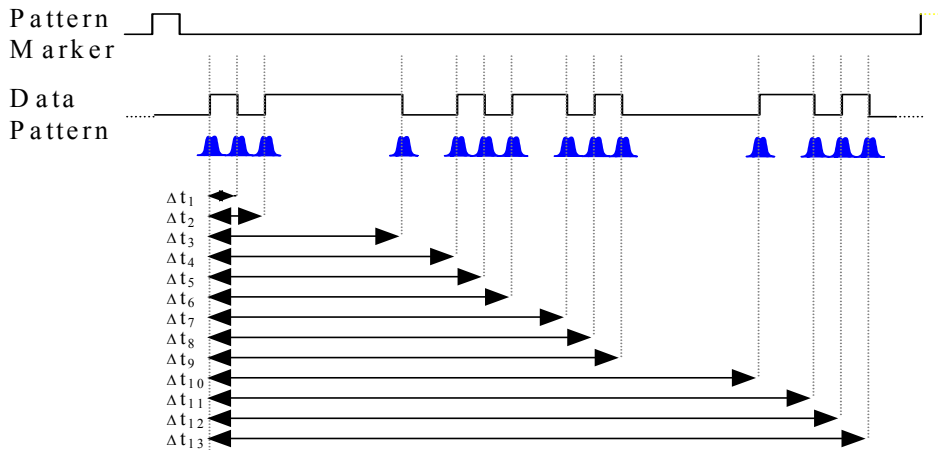 Pattern
Marker
Data
Pattern
Δt₁
Δt₂
Δt₃
Δt₄
Δt₅
Δt₆
Δt₇
Δt₈
Δt₉
Δt₁₀
Δt₁₁
Δt₁₂
Δt₁₃